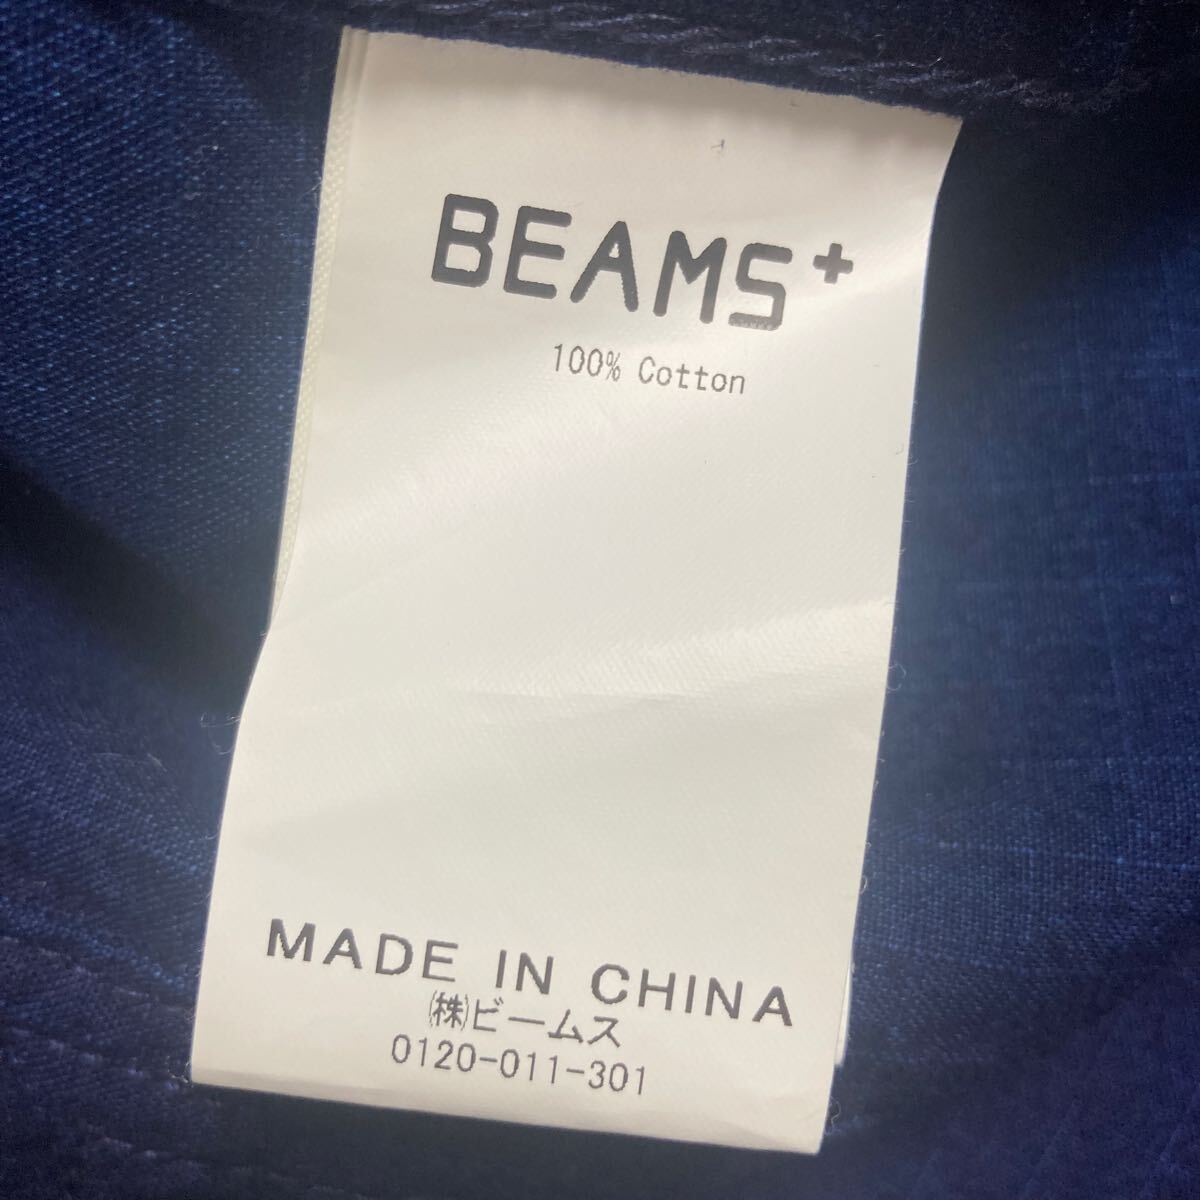 BEAMS+
100% Cotton
MADE IN CHINA
㈱ビームス
0120-011-301